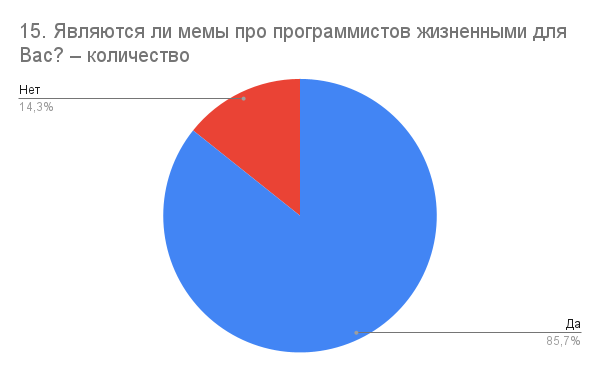 15. Являются ли мемы про программистов жизненными для
Вас? – количество
Нет
14,3%
Да
85,7%